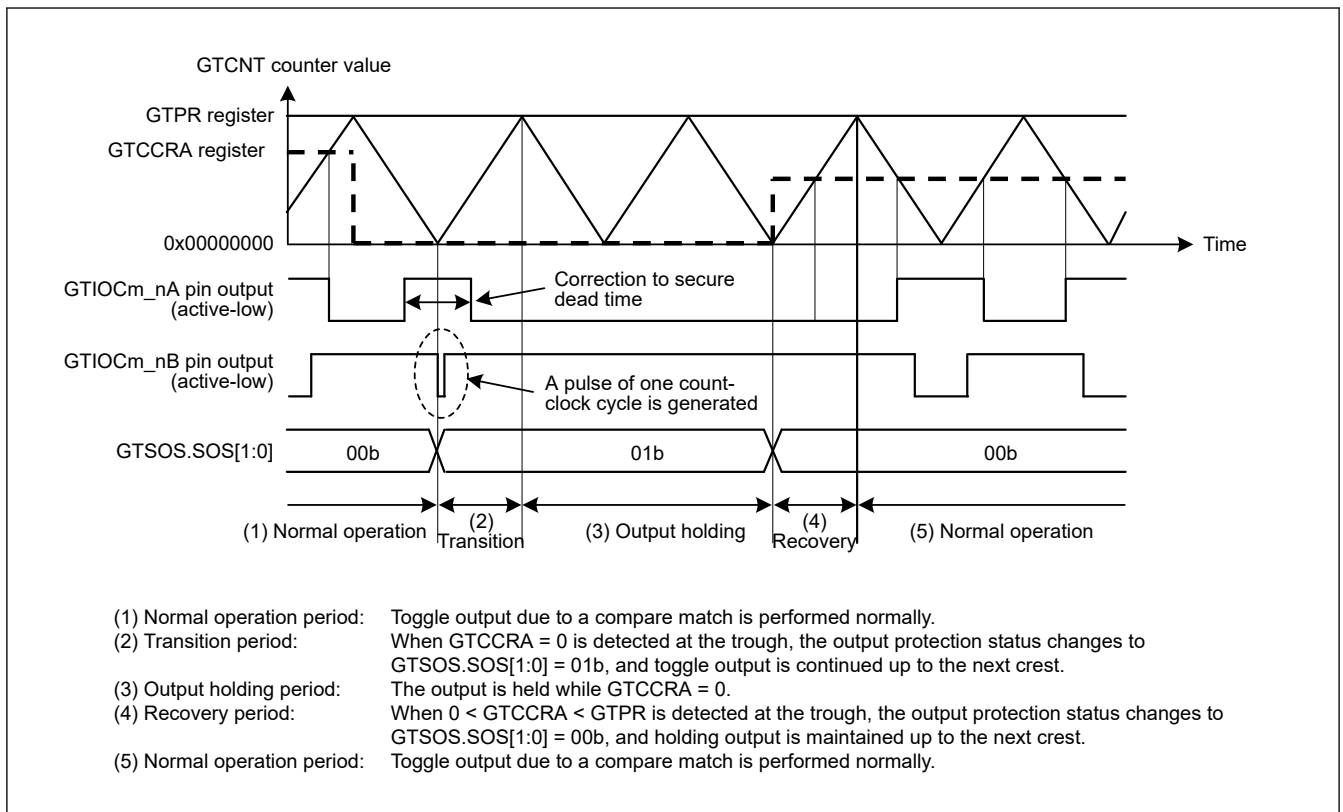 GTCNT counter value
GTPR register
GTCCRA register
0x00000000
Time
GTIOCm_nA pin output
(active-low)
Correction to secure
dead time
GTIOCm_nB pin output
(active-low)
A pulse of one count-
clock cycle is generated
GTSOS.SOS[1:0]
00b
01b
00b
(1) Normal operation
(2)
Transition
(3) Output holding
(4)
Recovery
(5) Normal operation
(1) Normal operation period: Toggle output due to a compare match is performed normally.
(2) Transition period: When GTCCRA = 0 is detected at the trough, the output protection status changes to
GTSOS.SOS[1:0] = 01b, and toggle output is continued up to the next crest.
(3) Output holding period: The output is held while GTCCRA = 0.
(4) Recovery period: When 0 < GTCCRA < GTPR is detected at the trough, the output protection status changes to
GTSOS.SOS[1:0] = 00b, and holding output is maintained up to the next crest.
(5) Normal operation period: Toggle output due to a compare match is performed normally.